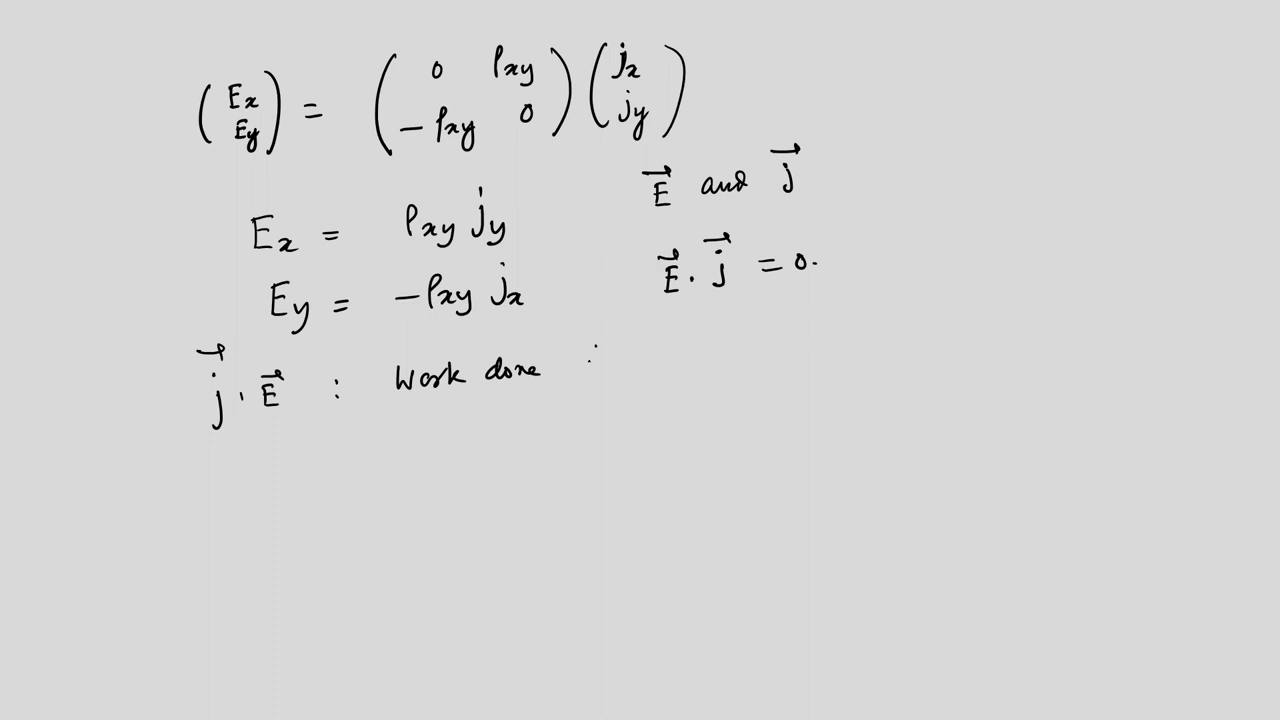 (Ex Ey) = (0 ρxy -ρxy 0) (jx jy)
E⃗ and j⃗
Ex = ρxy jy
E⃗ · j⃗ = 0.
Ey = -ρxy jx
j⃗ · E⃗ : Work done :